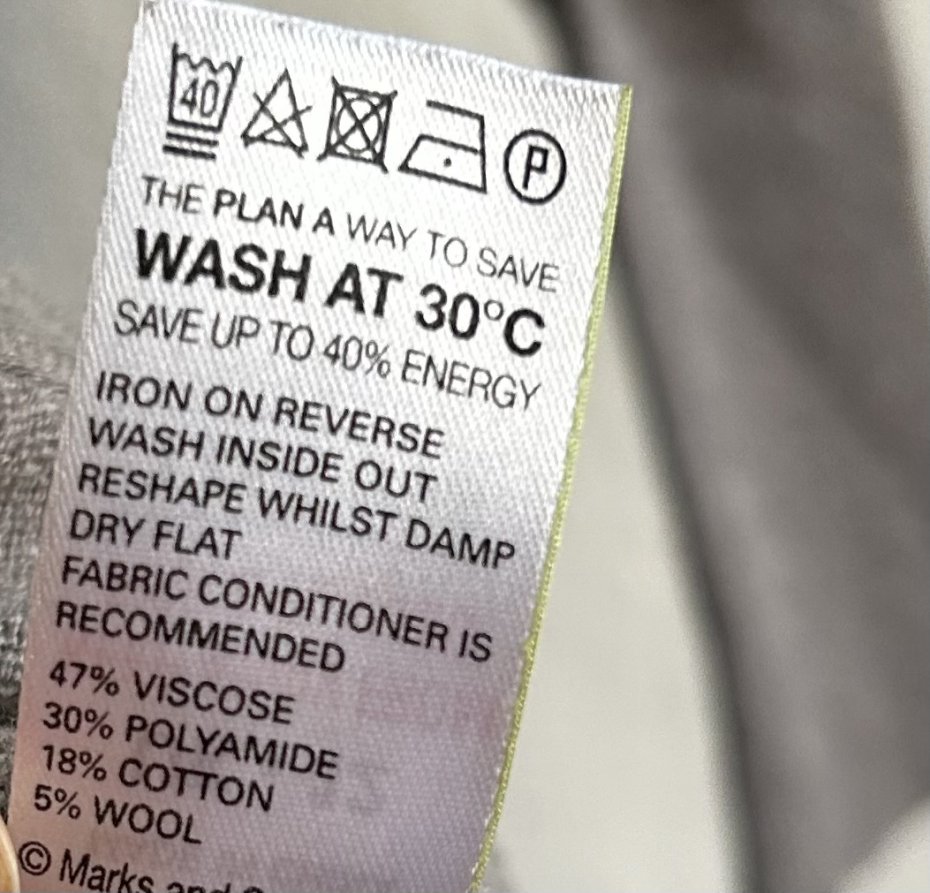 40
P
THE PLAN A WAY TO SAVE
WASH AT 30°C
SAVE UP TO 40% ENERGY
IRON ON REVERSE
WASH INSIDE OUT
RESHAPE WHILST DAMP
DRY FLAT
FABRIC CONDITIONER IS
RECOMMENDED
47% VISCOSE
30% POLYAMIDE
18% COTTON
5% WOOL
© Marks and